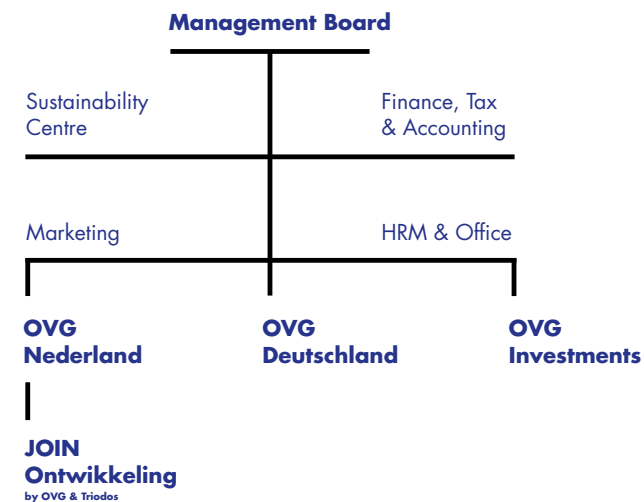 Management Board
Sustainability
Centre
Finance, Tax
& Accounting
Marketing
HRM & Office
OVG
Nederland
OVG
Deutschland
OVG
Investments
JOIN
Ontwikkeling
by OVG & Triodos